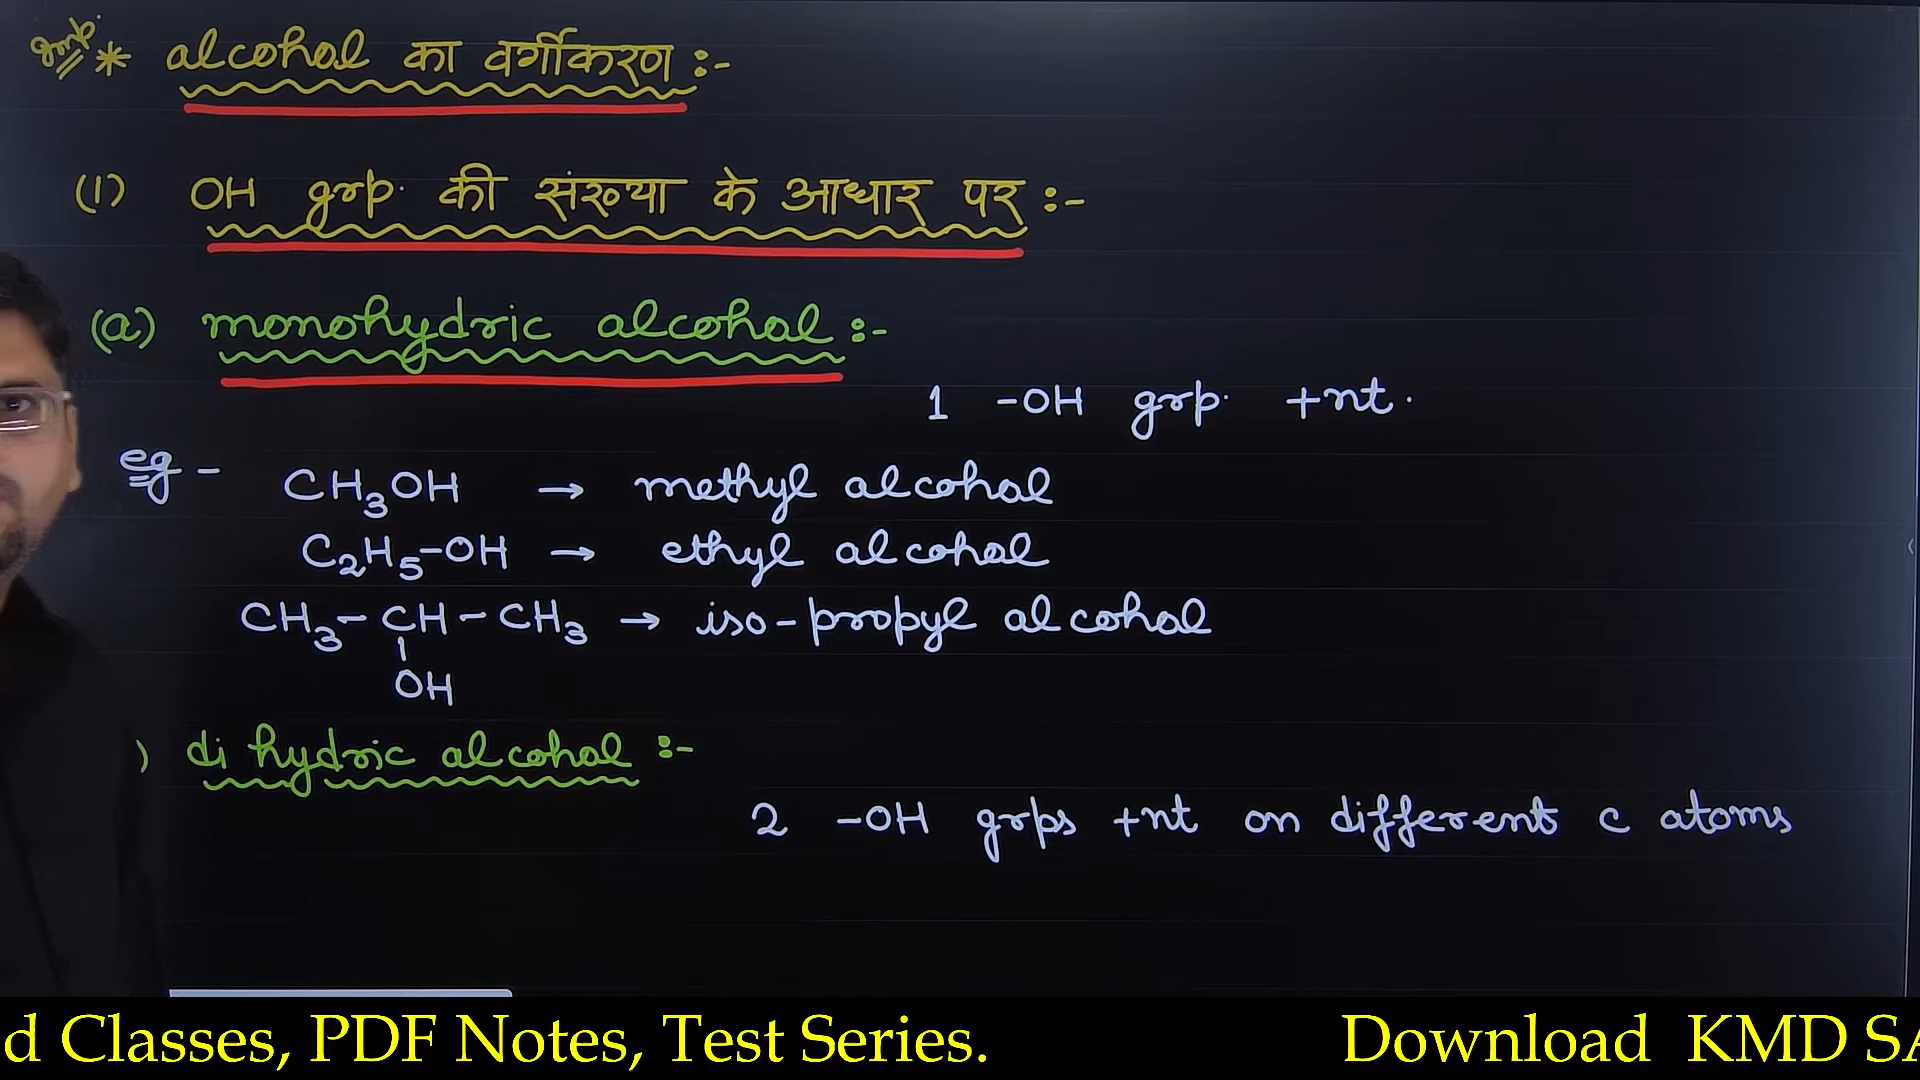 Imp. * alcohol का वर्गीकरण :-
(1) OH grp. की संख्या के आधार पर :-
(a) monohydric alcohol :-
1 -OH grp. +nt.
eg - CH₃OH → methyl alcohol
C₂H₅-OH → ethyl alcohol
CH₃-CH-CH₃ → iso-propyl alcohol
OH
) di hydric alcohol :-
2 -OH grps +nt on different c atoms
d Classes, PDF Notes, Test Series. Download KMD SA